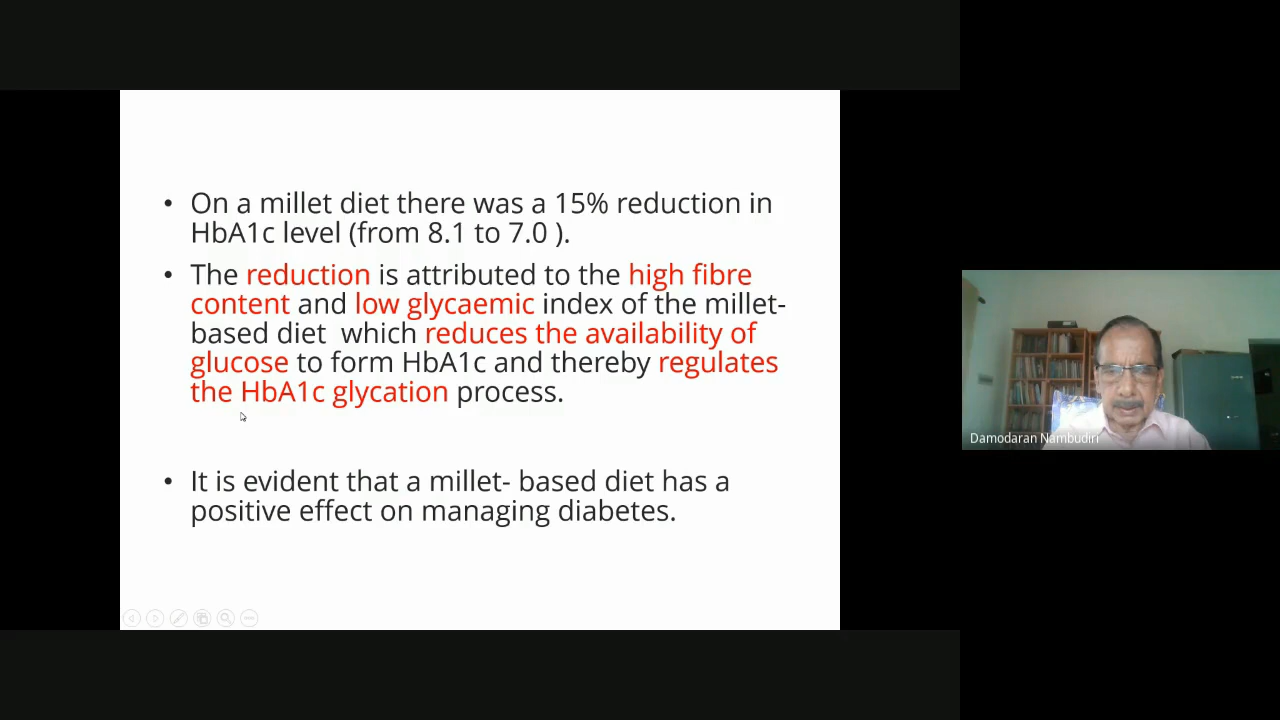 • On a millet diet there was a 15% reduction in
HbA1c level (from 8.1 to 7.0 ).
• The reduction is attributed to the high fibre
content and low glycaemic index of the millet-
based diet which reduces the availability of
glucose to form HbA1c and thereby regulates
the HbA1c glycation process.
• It is evident that a millet- based diet has a
positive effect on managing diabetes.
Damodaran Nambudiri